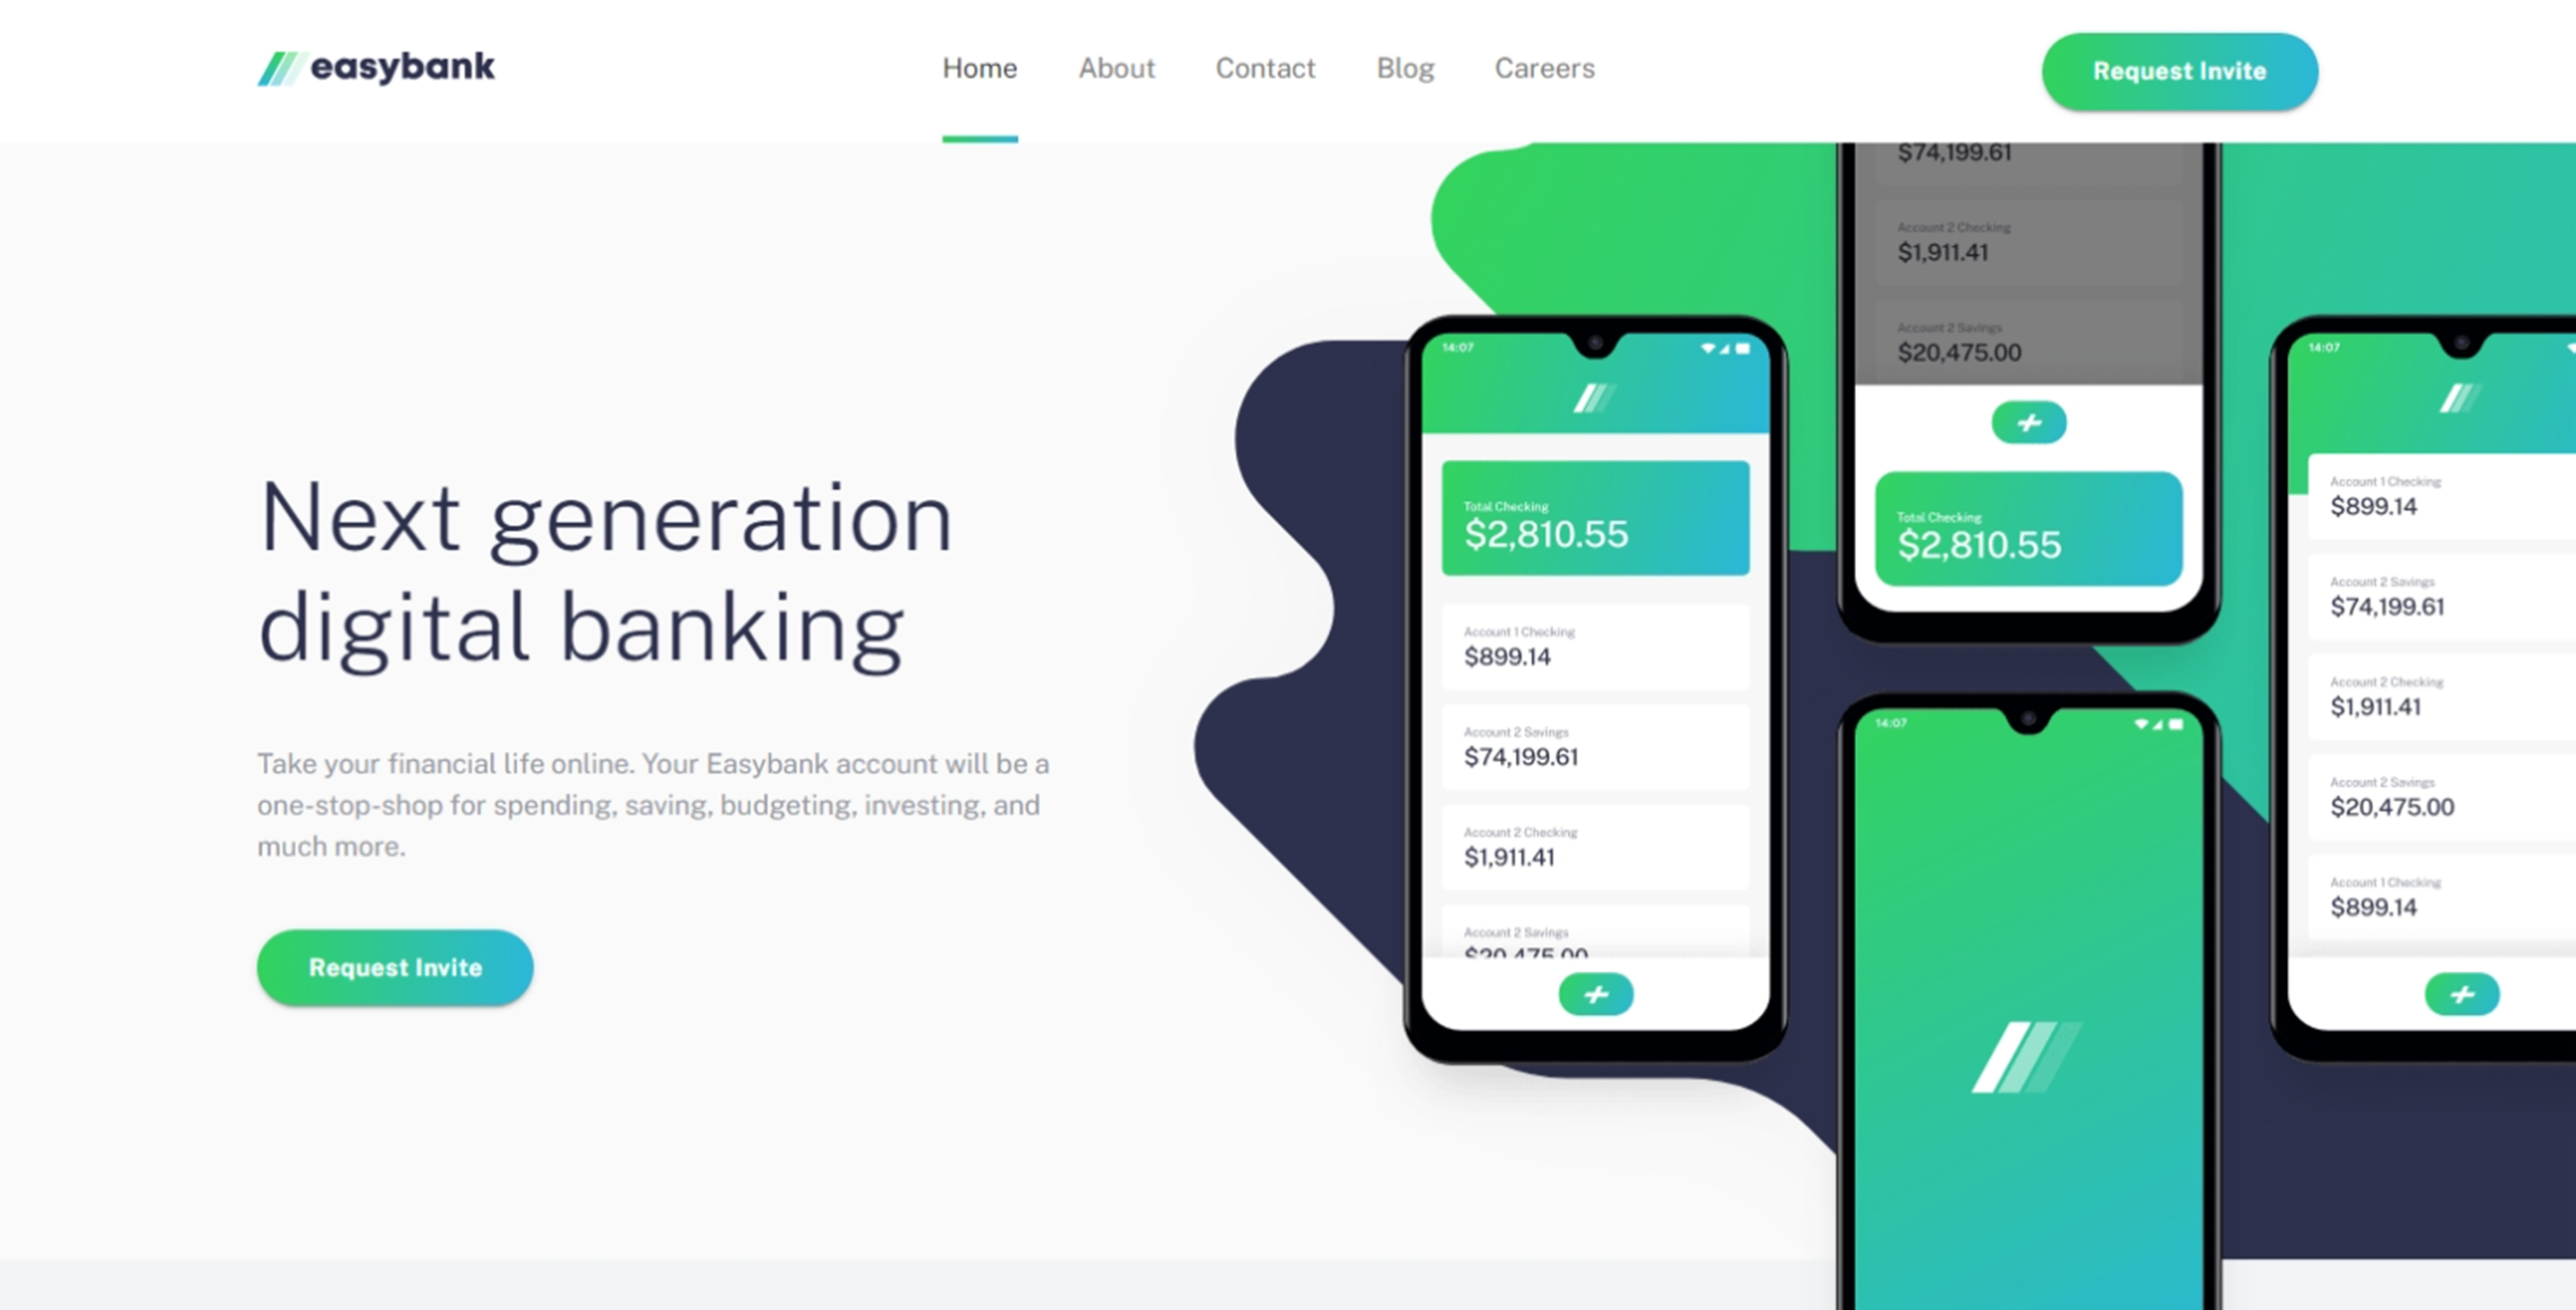 easybank
Home
About
Contact
Blog
Careers
Request Invite
Next generation
digital banking
Take your financial life online. Your Easybank account will be a
one-stop-shop for spending, saving, budgeting, investing, and
much more.
Request Invite
14:07
Total Checking
$2,810.55
Account 1 Checking
$899.14
Account 2 Savings
$74,199.61
Account 2 Checking
$1,911.41
Account 2 Savings
$20,475.00
$74,199.61
Account 2 Checking
$1,911.41
Account 2 Savings
$20,475.00
Total Checking
$2,810.55
14:07
14:07
Account 1 Checking
$899.14
Account 2 Savings
$74,199.61
Account 2 Checking
$1,911.41
Account 2 Savings
$20,475.00
Account 1 Checking
$899.14